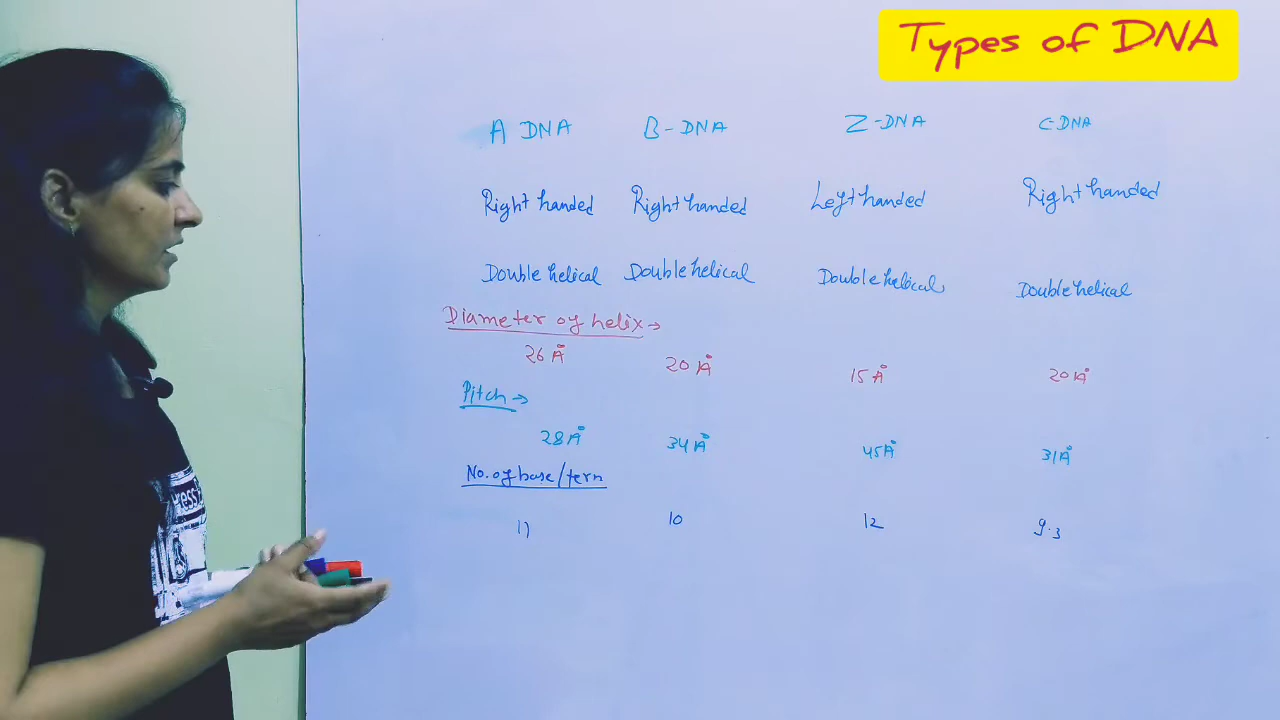 Types of DNA
A DNA B-DNA Z-DNA C-DNA
Right handed Right handed Left handed Right handed
Double helical Double helical Double helical Double helical
Diameter of helix→
26Å 20Å 15Å 20Å
Pitch→
28Å 34Å 45Å 31Å
No. of base/tern
11 10 12 9.3
press